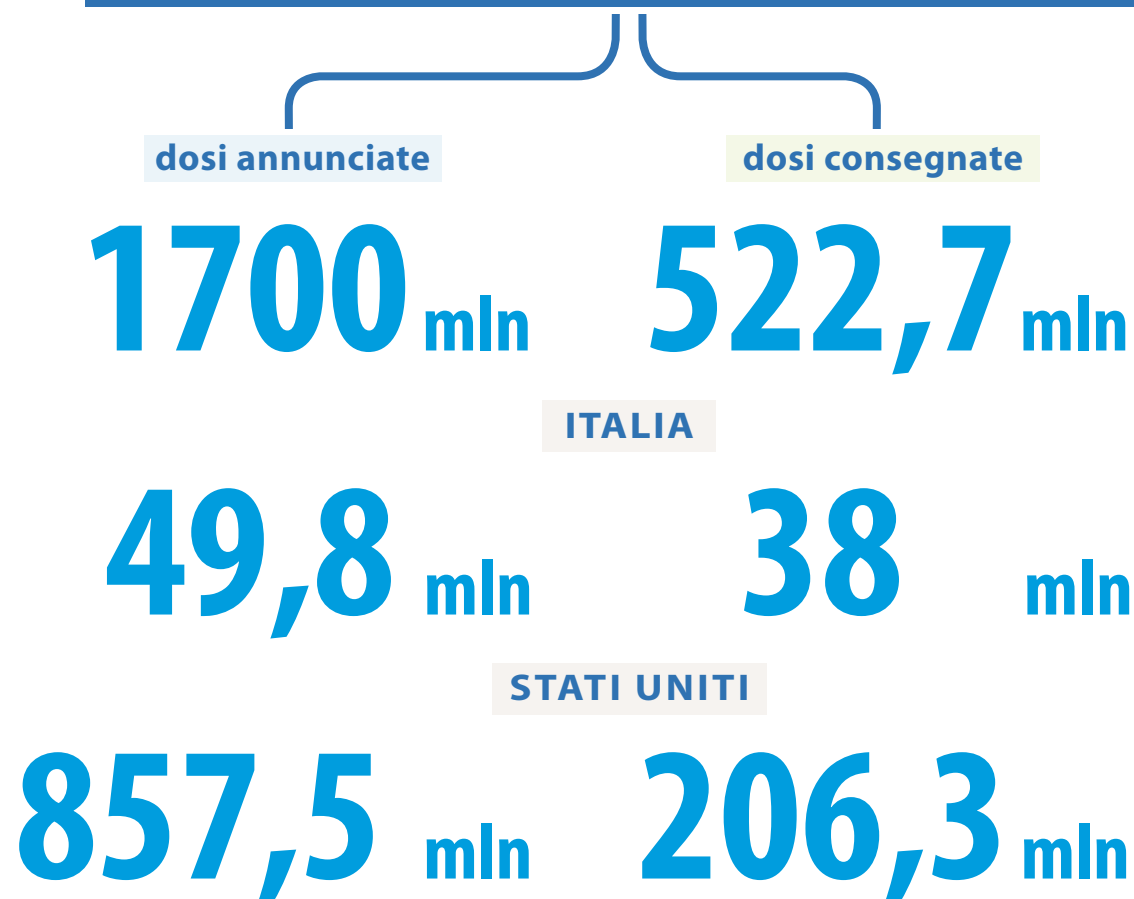 dosi annunciate dosi consegnate
1700 mln 522,7 mln
ITALIA
49,8 mln 38 mln
STATI UNITI
857,5 mln 206,3 mln